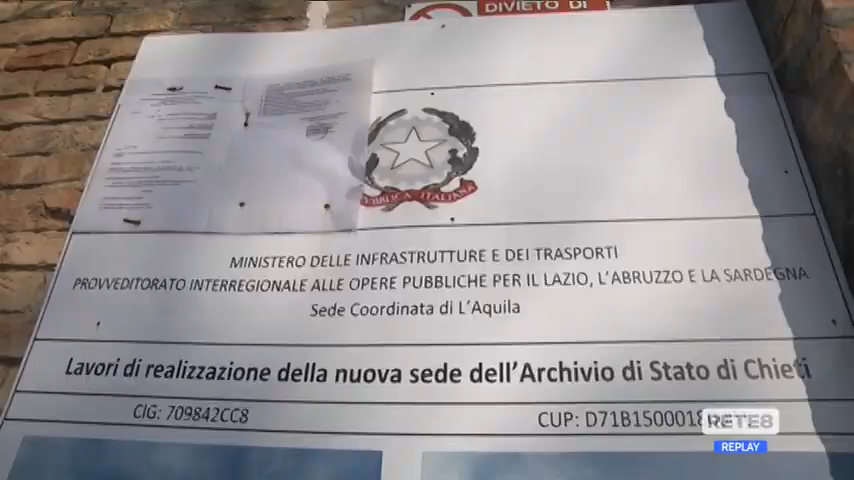 DIVIETO DI
REPUBBLICA ITALIANA
MINISTERO DELLE INFRASTRUTTURE E DEI TRASPORTI
PROVVEDITORATO INTERREGIONALE ALLE OPERE PUBBLICHE PER IL LAZIO, L'ABRUZZO E LA SARDEGNA
Sede Coordinata di L'Aquila
Lavori di realizzazione della nuova sede dell'Archivio di Stato di Chieti
CIG: 709842CC8
CUP: D71B1500018
RETE8
REPLAY